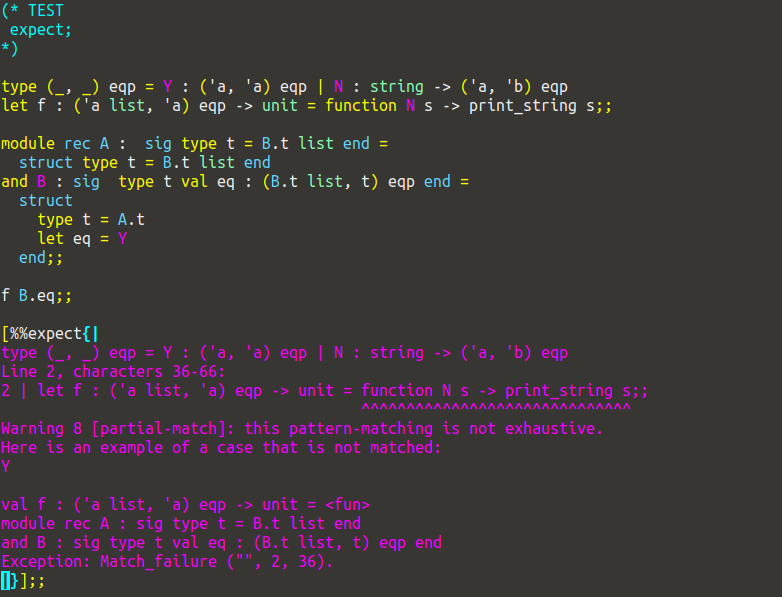 (* TEST
 expect;
*)

type (_, _) eqp = Y : ('a, 'a) eqp | N : string -> ('a, 'b) eqp
let f : ('a list, 'a) eqp -> unit = function N s -> print_string s;;

module rec A :  sig type t = B.t list end =
  struct type t = B.t list end
and B : sig  type t val eq : (B.t list, t) eqp end =
  struct
    type t = A.t
    let eq = Y
  end;;

f B.eq;;

[%%expect{|
type (_, _) eqp = Y : ('a, 'a) eqp | N : string -> ('a, 'b) eqp
Line 2, characters 36-66:
2 | let f : ('a list, 'a) eqp -> unit = function N s -> print_string s;;
                                        ^^^^^^^^^^^^^^^^^^^^^^^^^^^^^^
Warning 8 [partial-match]: this pattern-matching is not exhaustive.
Here is an example of a case that is not matched:
Y

val f : ('a list, 'a) eqp -> unit = <fun>
module rec A : sig type t = B.t list end
and B : sig type t val eq : (B.t list, t) eqp end
Exception: Match_failure ("", 2, 36).
|}];;